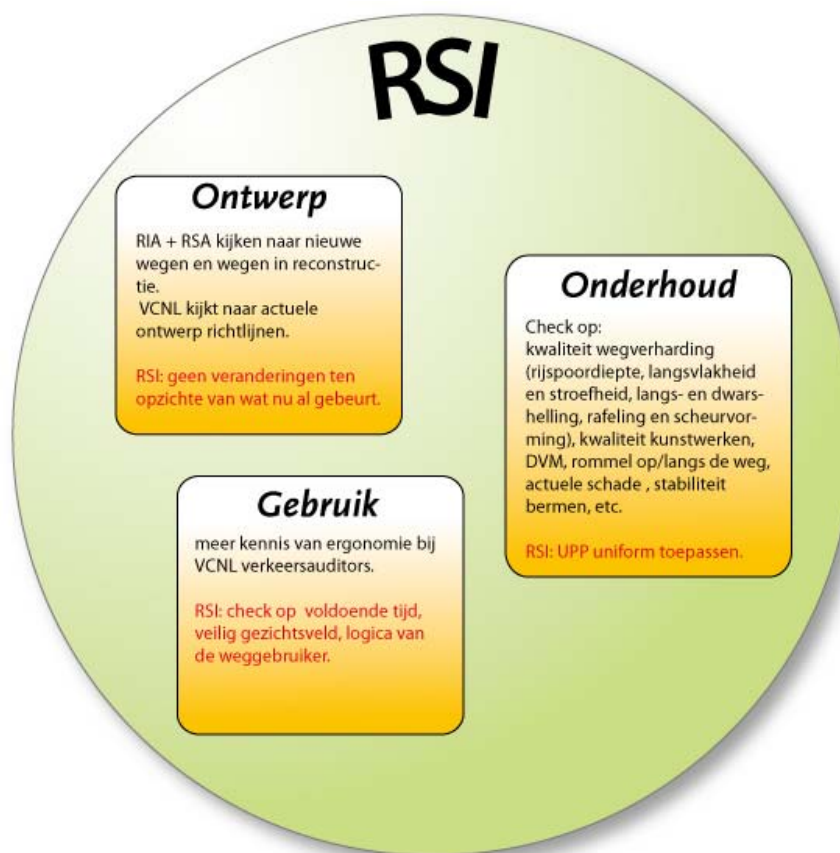 RSI
Ontwerp
RIA + RSA kijken naar nieuwe
wegen en wegen in reconstruc-
tie.
VCNL kijkt naar actuele
ontwerp richtlijnen.
RSI: geen veranderingen ten
opzichte van wat nu al gebeurt.
Onderhoud
Check op:
kwaliteit wegverharding
(rijspoordiepte, langsvlakheid
en stroefheid, langs- en dwars-
helling, rafeling en scheurvor-
ming), kwaliteit kunstwerken,
DVM, rommel op/langs de weg,
actuele schade , stabiliteit
bermen, etc.
RSI: UPP uniform toepassen.
Gebruik
meer kennis van ergonomie bij
VCNL verkeersauditors.
RSI: check op voldoende tijd,
veilig gezichtsveld, logica van
de weggebruiker.